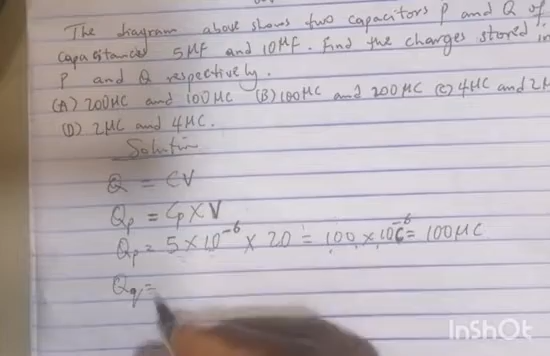 The diagram above shows two capacitors P and Q of
capacitances 5μF and 10μF. Find the charges stored in
P and Q respectively.
(A) 200μC and 100μC (B) 100μC and 200μC (C) 4μC and 2μ
(D) 2μC and 4μC.
Solution
Q = CV
Qp = Cp X V
Qp = 5 × 10⁻⁶ × 20 = 100 × 10⁻⁶ = 100μC
Qq =
InShOt